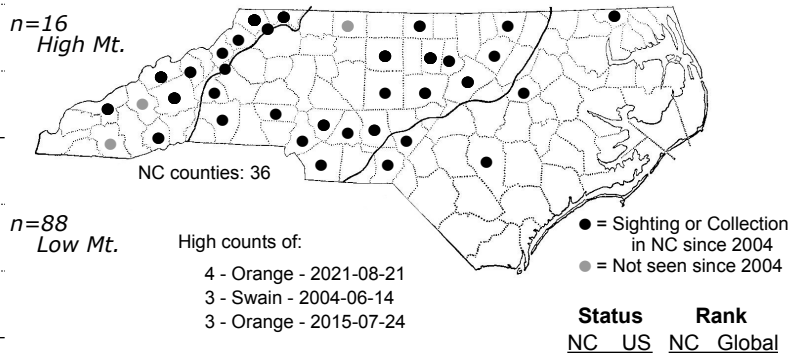 n=16
High Mt.
NC counties: 36
n=88
Low Mt.
High counts of:
4 - Orange - 2021-08-21
3 - Swain - 2004-06-14
3 - Orange - 2015-07-24
● = Sighting or Collection
in NC since 2004
● = Not seen since 2004
Status Rank
NC US NC Global